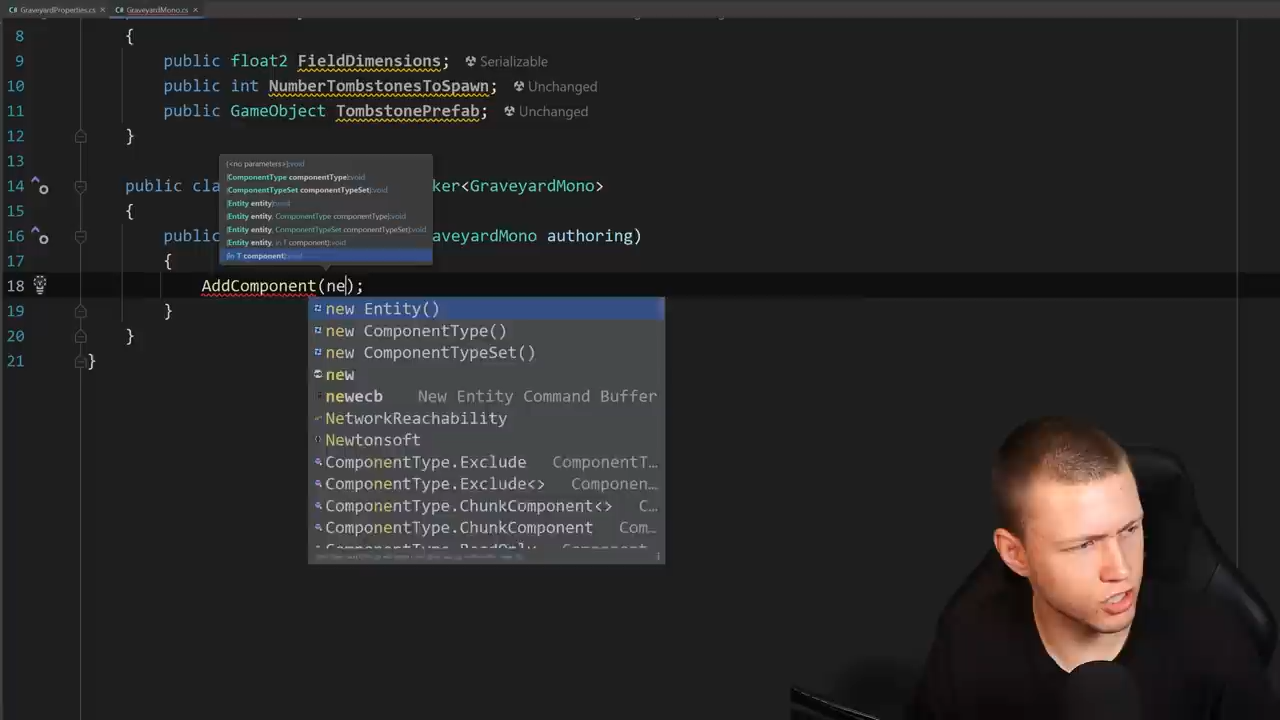 GraveyardProperties.cs × GraveyardMono.cs ×
8 {
9 public float2 FieldDimensions; Serializable
10 public int NumberTombstonesToSpawn; Unchanged
11 public GameObject TombstonePrefab; Unchanged
12 }
13
(<no parameters>):void
(ComponentType componentType):void
14 public cla ker<GraveyardMono>
(ComponentTypeSet componentTypeSet):void
(Entity entity):void
15 {
(Entity entity, ComponentType componentType):void
(Entity entity, ComponentTypeSet componentTypeSet):void
16 public aveyardMono authoring)
(Entity entity, in T component):void
(in T component):void
17 {
18 AddComponent(ne);
19 }
new Entity()
20 }
new ComponentType()
21 }
new ComponentTypeSet()
new
newecb New Entity Command Buffer
NetworkReachability
Newtonsoft
ComponentType.Exclude ComponentT…
ComponentType.Exclude<> Componen…
ComponentType.ChunkComponent<> C…
ComponentType.ChunkComponent Com…